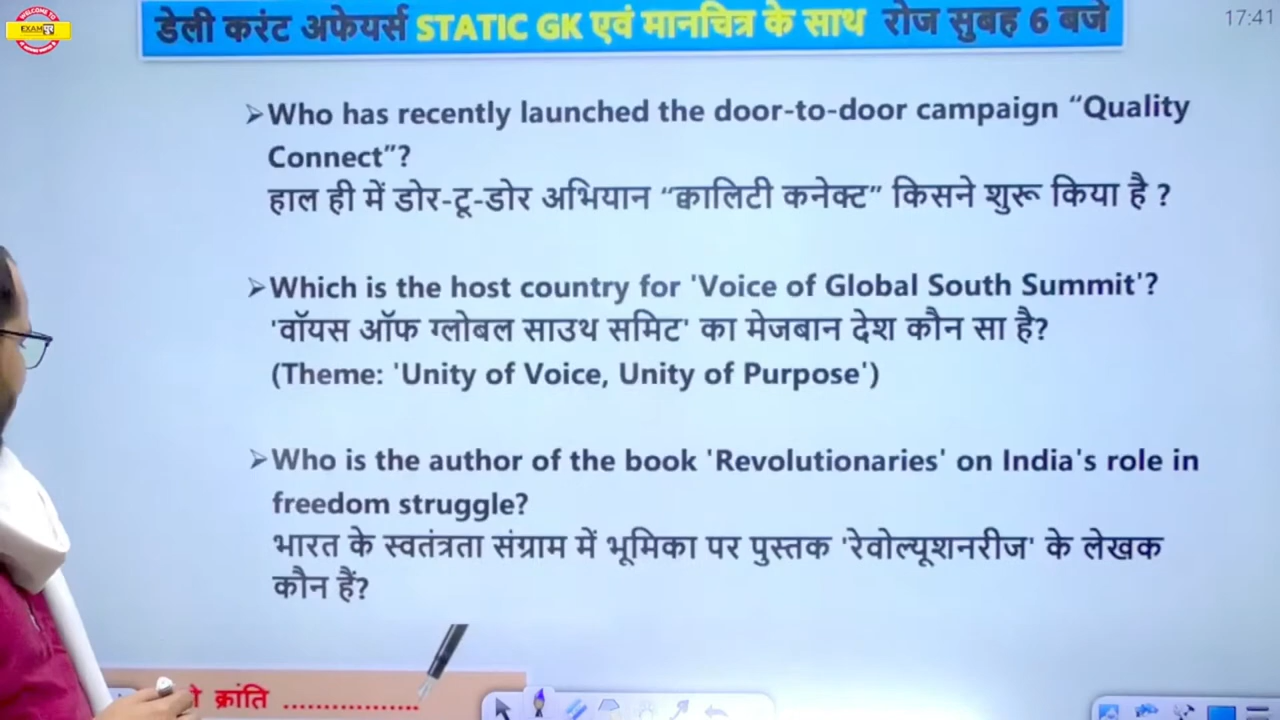 WELCOME TO
EXAM
डेली करंट अफेयर्स STATIC GK एवं मानचित्र के साथ रोज सुबह 6 बजे
17:41
➢Who has recently launched the door-to-door campaign “Quality
Connect”?
हाल ही में डोर-टू-डोर अभियान “क्वालिटी कनेक्ट” किसने शुरू किया है ?
➢Which is the host country for 'Voice of Global South Summit'?
'वॉयस ऑफ ग्लोबल साउथ समिट' का मेजबान देश कौन सा है?
(Theme: 'Unity of Voice, Unity of Purpose')
➢Who is the author of the book 'Revolutionaries' on India's role in
freedom struggle?
भारत के स्वतंत्रता संग्राम में भूमिका पर पुस्तक 'रेवोल्यूशनरीज' के लेखक
कौन हैं?
क्रांति .................